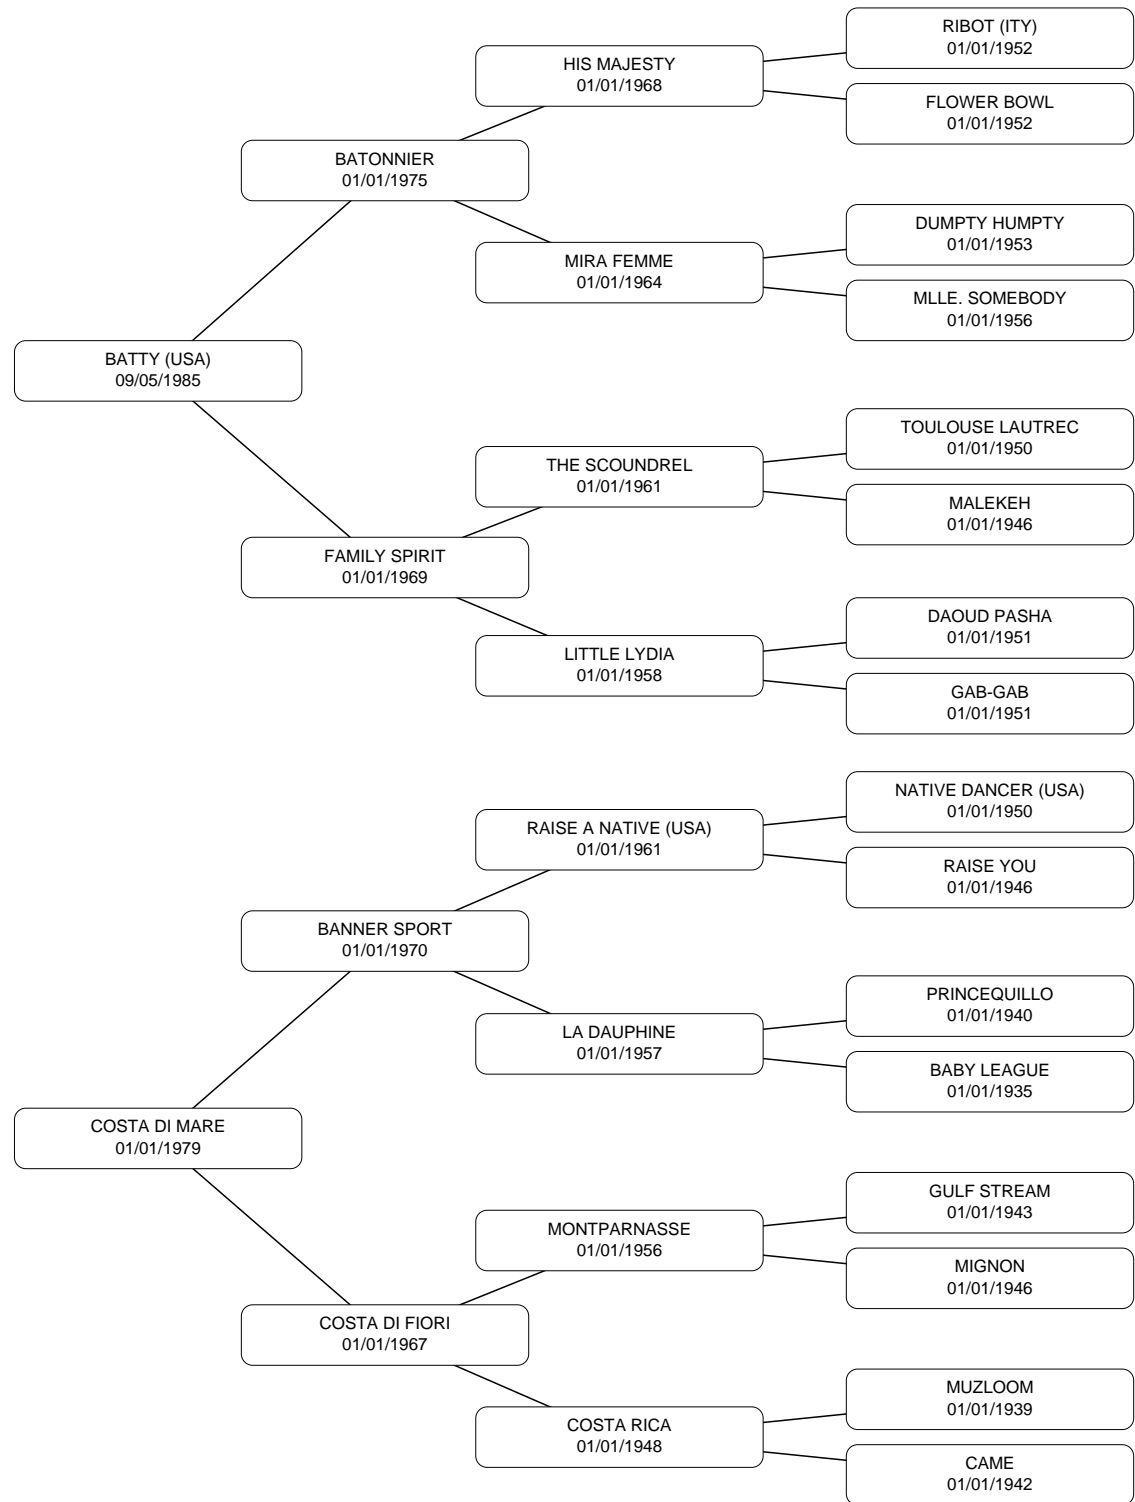 RIBOT (ITY)
01/01/1952
HIS MAJESTY
01/01/1968
FLOWER BOWL
01/01/1952
BATONNIER
01/01/1975
DUMPTY HUMPTY
01/01/1953
MIRA FEMME
01/01/1964
MLLE. SOMEBODY
01/01/1956
BATTY (USA)
09/05/1985
TOULOUSE LAUTREC
01/01/1950
THE SCOUNDREL
01/01/1961
MALEKEH
01/01/1946
FAMILY SPIRIT
01/01/1969
DAOUD PASHA
01/01/1951
LITTLE LYDIA
01/01/1958
GAB-GAB
01/01/1951
NATIVE DANCER (USA)
01/01/1950
RAISE A NATIVE (USA)
01/01/1961
RAISE YOU
01/01/1946
BANNER SPORT
01/01/1970
PRINCEQUILLO
01/01/1940
LA DAUPHINE
01/01/1957
BABY LEAGUE
01/01/1935
COSTA DI MARE
01/01/1979
GULF STREAM
01/01/1943
MONTPARNASSE
01/01/1956
MIGNON
01/01/1946
COSTA DI FIORI
01/01/1967
MUZLOOM
01/01/1939
COSTA RICA
01/01/1948
CAME
01/01/1942